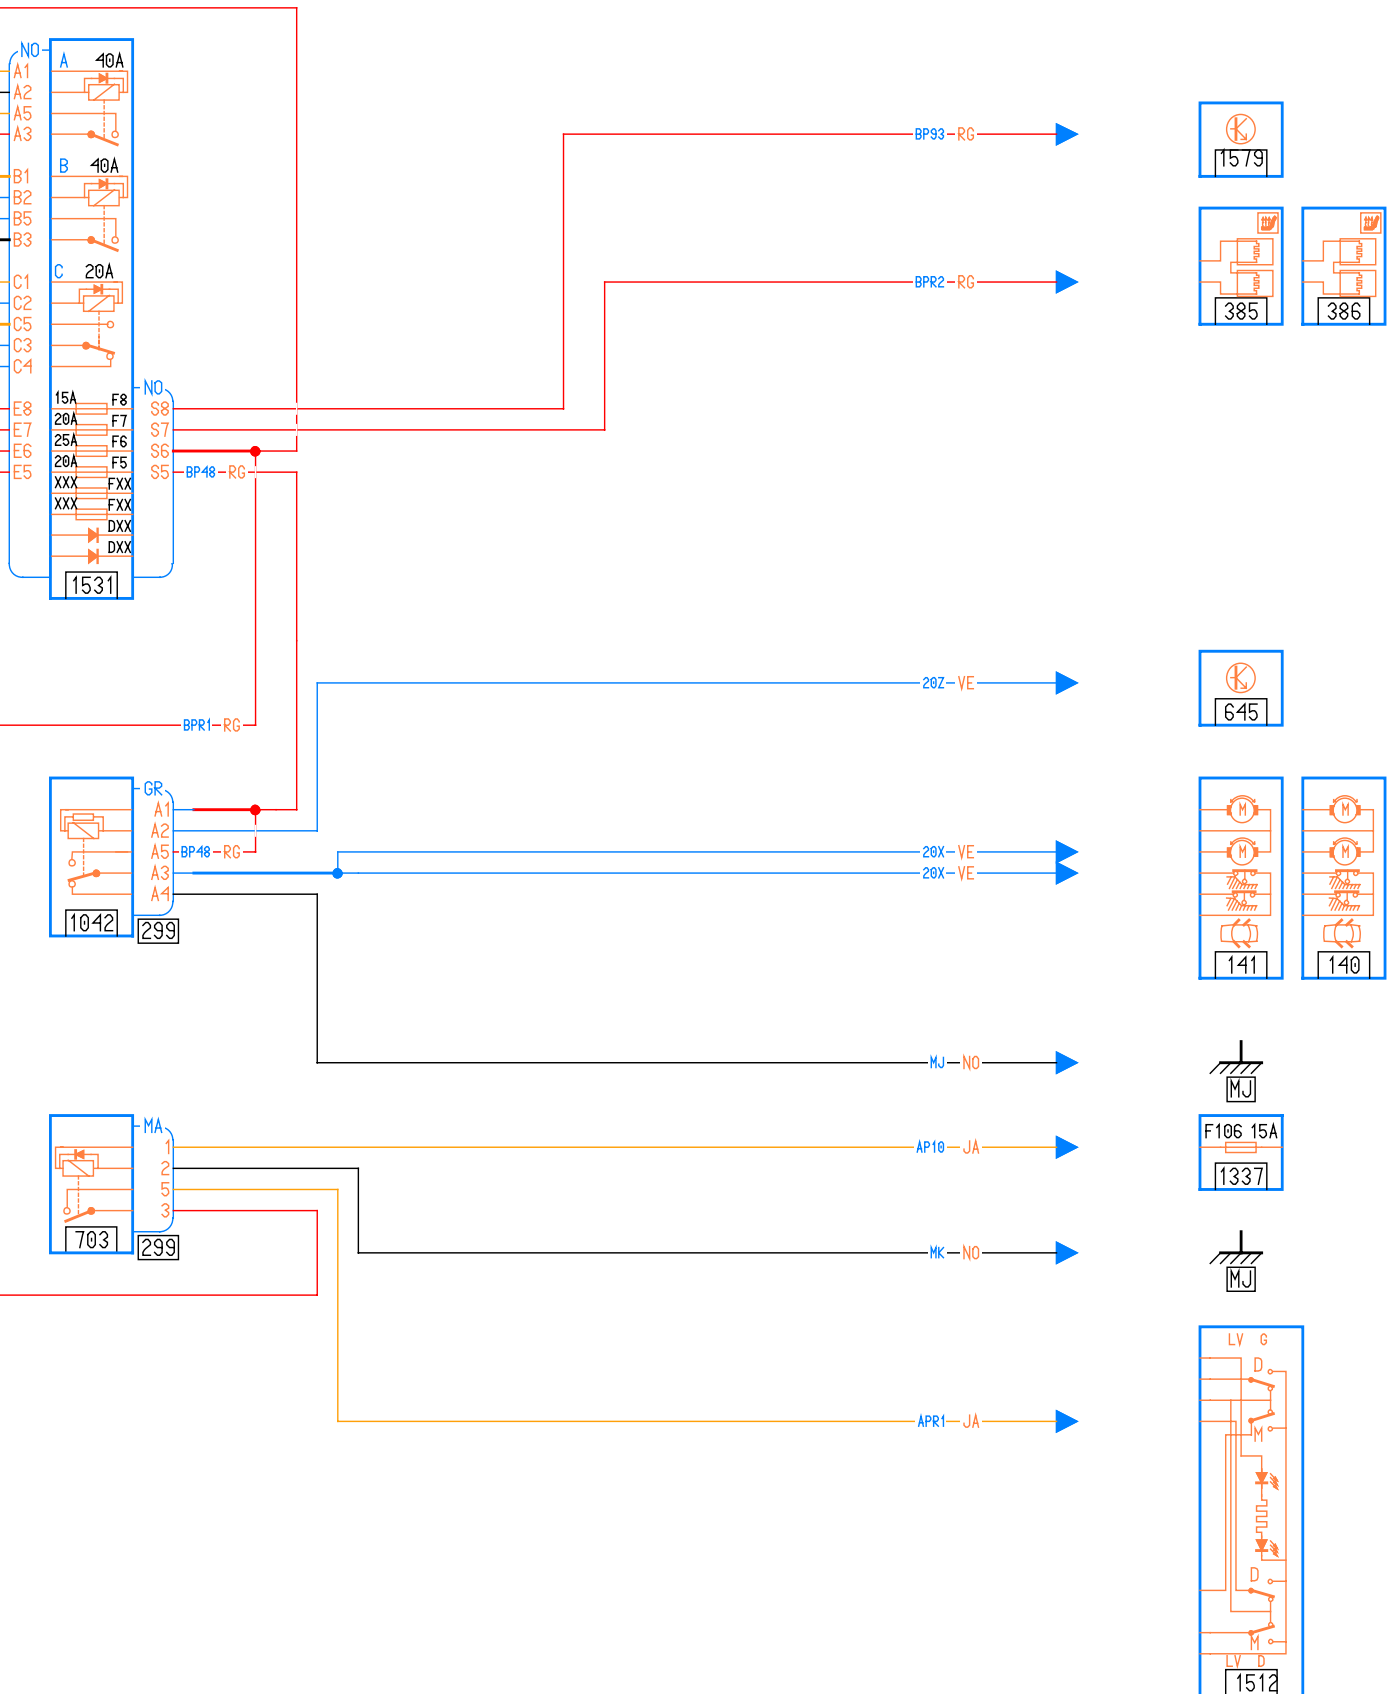 NO
A 40A
A1
A2
A5
A3
BP93 RG
1579
B 40A
B1
B2
B5
B3
C 20A
C1
C2
C5
C3
C4
BPR2 RG
385
386
NO
15A F8
E8 S8
20A F7
E7 S7
25A F6
E6 S6
20A F5
E5 S5 BP48 RG
XXX FXX
XXX FXX
DXX
DXX
1531
20Z VE
645
BPR1 RG
GR
A1
A2
A5 BP48 RG
A3
A4
1042
299
20X VE
20X VE
M
M
141
M
M
140
MJ NO
MJ
MA
1
2
5
3
703
299
AP10 JA
F106 15A
1337
MK NO
MJ
APR1 JA
LV G
D
M
D
M
LV D
1512